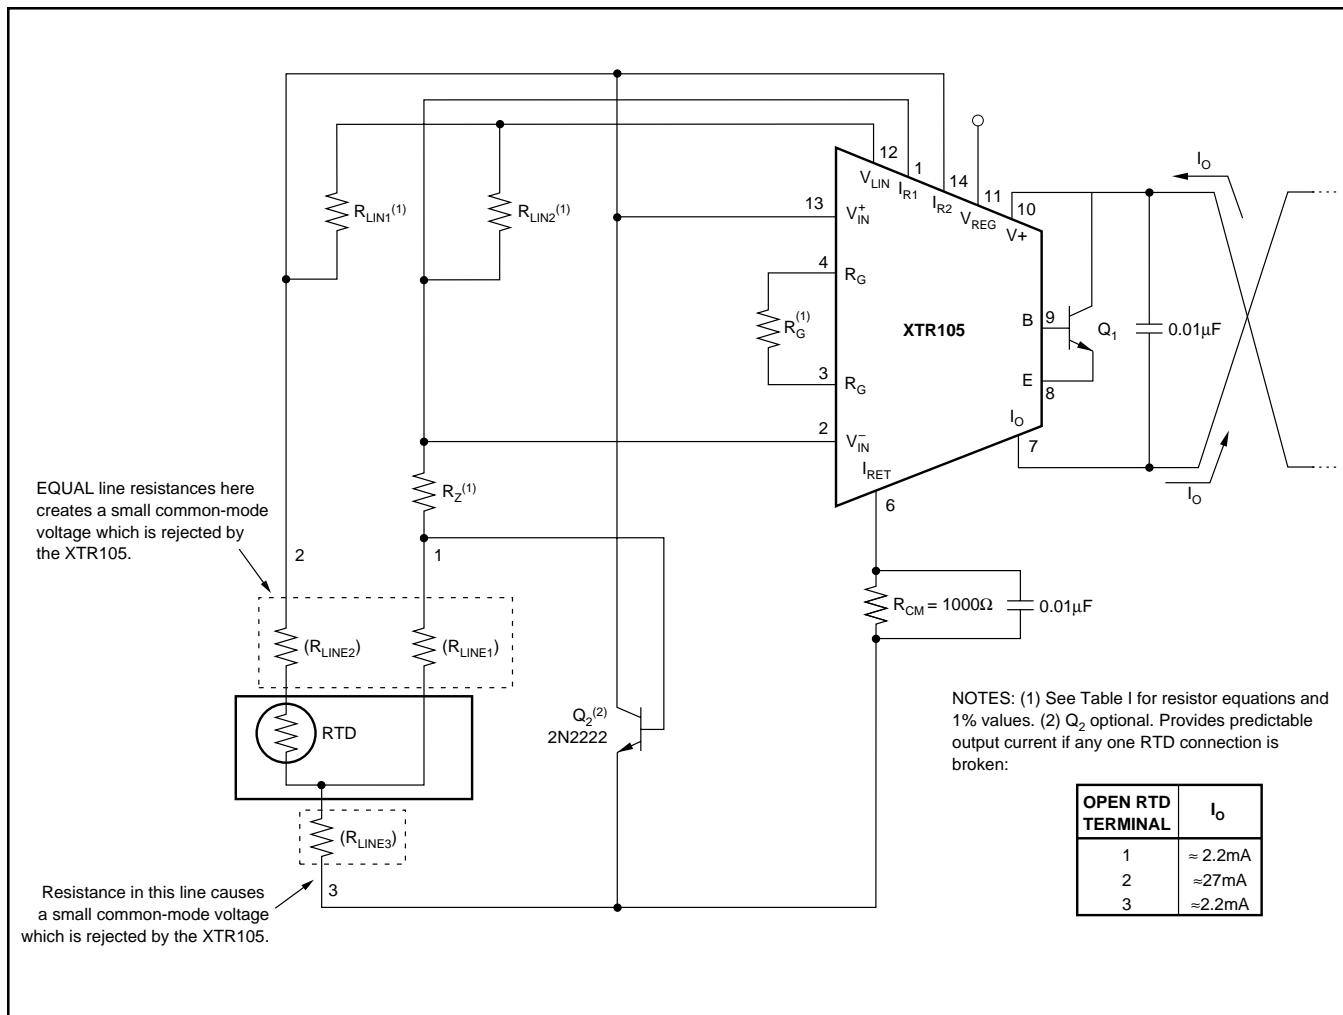 12
1
14
11
10
V_LIN
I_R1
I_R2
V_REG
V+
I_O
R_LIN1^(1)
R_LIN2^(1)
13
V_IN^+
4
R_G
R_G^(1)
XTR105
B
9
Q_1
0.01µF
3
R_G
E
8
I_O
7
2
V_IN^−
I_RET
6
I_O
R_Z^(1)
EQUAL line resistances here
creates a small common-mode
voltage which is rejected by
the XTR105.
2
1
R_CM = 1000Ω
0.01µF
(R_LINE2)
(R_LINE1)
RTD
Q_2^(2)
2N2222
(R_LINE3)
3
Resistance in this line causes
a small common-mode voltage
which is rejected by the XTR105.
NOTES: (1) See Table I for resistor equations and
1% values. (2) Q_2 optional. Provides predictable
output current if any one RTD connection is
broken:
OPEN RTD
TERMINAL
I_O
1 ≈ 2.2mA
2 ≈27mA
3 ≈2.2mA